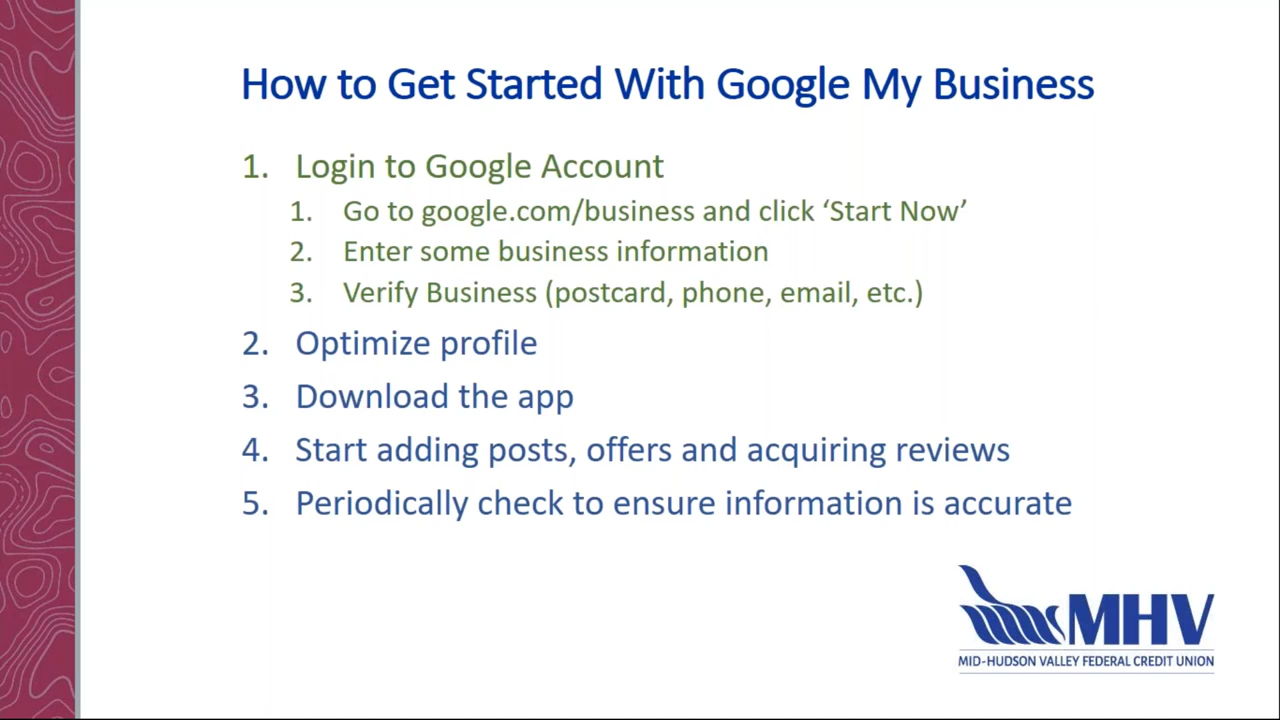 How to Get Started With Google My Business
1. Login to Google Account
1. Go to google.com/business and click ‘Start Now’
2. Enter some business information
3. Verify Business (postcard, phone, email, etc.)
2. Optimize profile
3. Download the app
4. Start adding posts, offers and acquiring reviews
5. Periodically check to ensure information is accurate
MHV
MID-HUDSON VALLEY FEDERAL CREDIT UNION